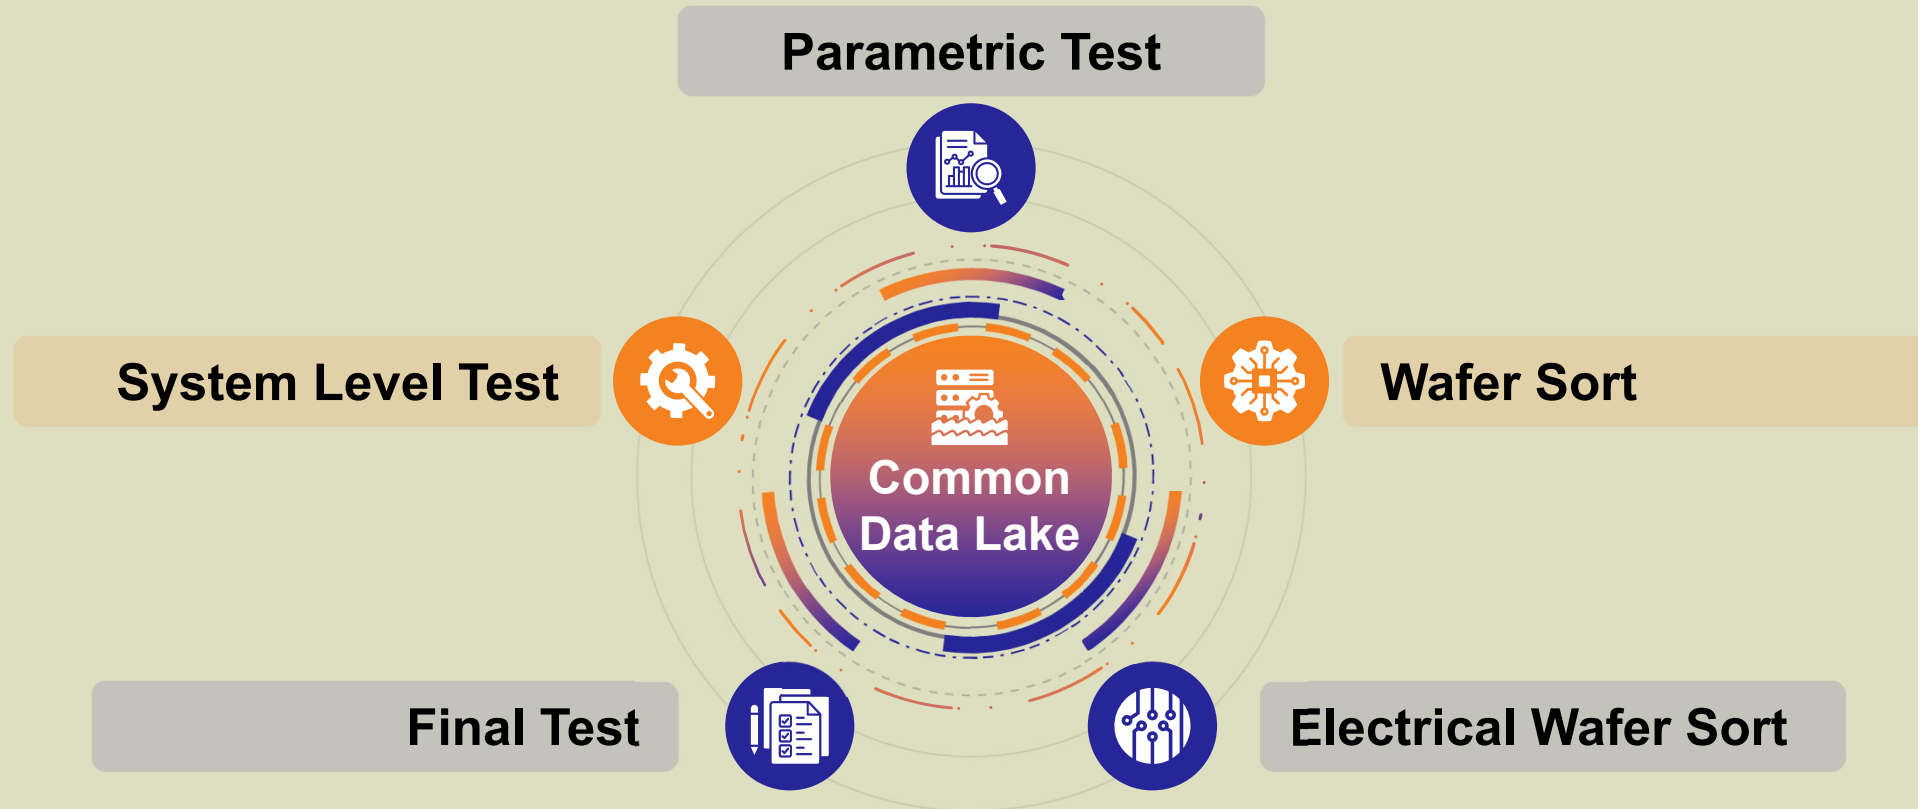 Parametric Test
System Level Test
Wafer Sort
Common
Data Lake
Final Test
Electrical Wafer Sort